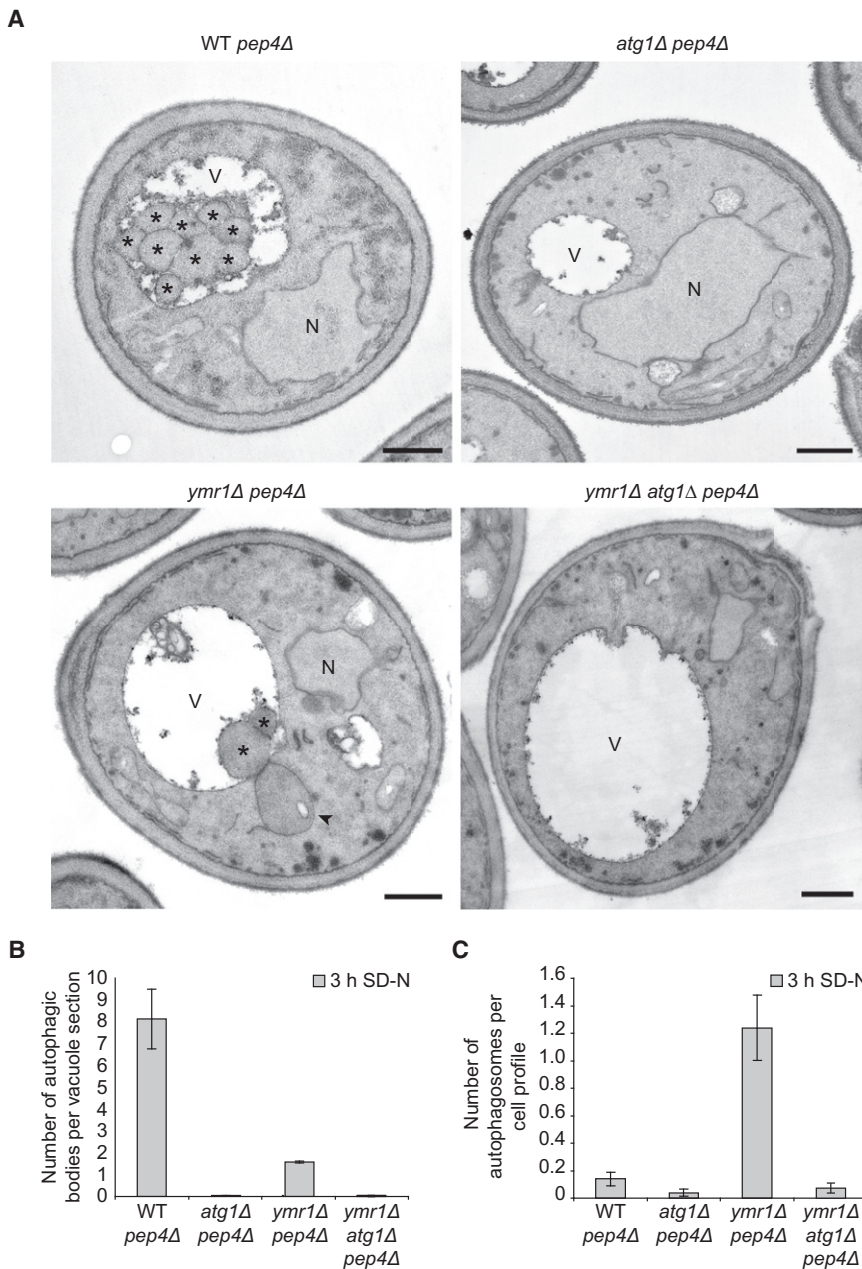 A
WT pep4Δ
atg1Δ pep4Δ
V
* * * * * * * * *
N
V
N
ymr1Δ pep4Δ
ymr1Δ atg1Δ pep4Δ
V
N
*
*
V
B
Number of autophagic
bodies per vacuole section
10
9
8
7
6
5
4
3
2
1
0
3 h SD-N
WT
pep4Δ
atg1Δ
pep4Δ
ymr1Δ
pep4Δ
ymr1Δ
atg1Δ
pep4Δ
C
Number of
autophagosomes per
cell profile
1.6
1.4
1.2
1.0
0.8
0.6
0.4
0.2
0
3 h SD-N
WT
pep4Δ
atg1Δ
pep4Δ
ymr1Δ
pep4Δ
ymr1Δ
atg1Δ
pep4Δ